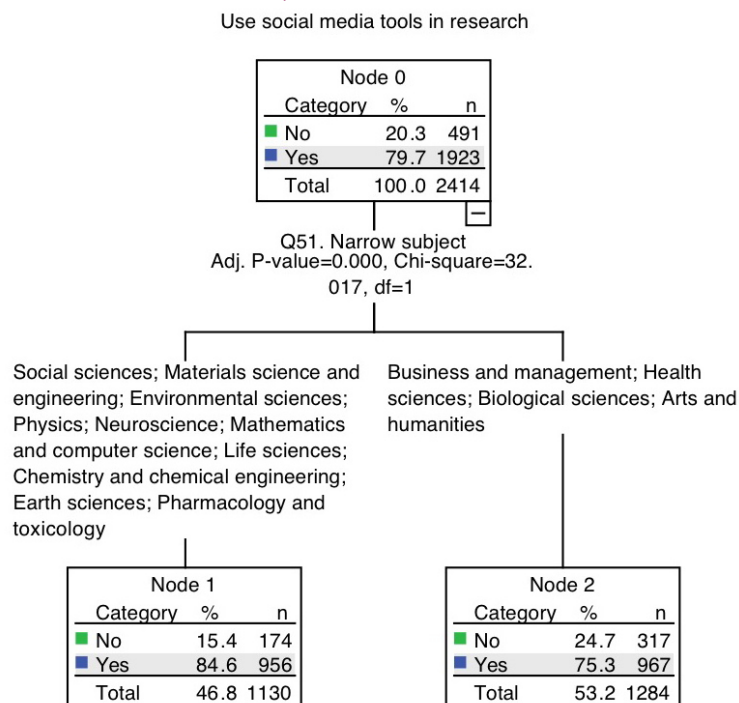 Use social media tools in research
Node 0
Category % n
No 20.3 491
Yes 79.7 1923
Total 100.0 2414
Q51. Narrow subject
Adj. P-value=0.000, Chi-square=32.
017, df=1
Social sciences; Materials science and
engineering; Environmental sciences;
Physics; Neuroscience; Mathematics
and computer science; Life sciences;
Chemistry and chemical engineering;
Earth sciences; Pharmacology and
toxicology
Business and management; Health
sciences; Biological sciences; Arts and
humanities
Node 1
Category % n
No 15.4 174
Yes 84.6 956
Total 46.8 1130
Node 2
Category % n
No 24.7 317
Yes 75.3 967
Total 53.2 1284